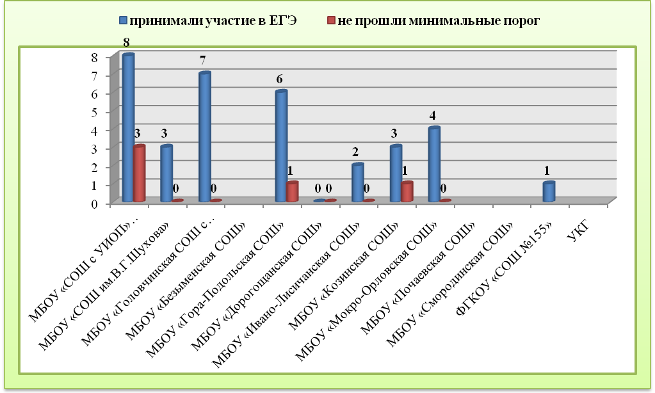 принимали участие в ЕГЭ не прошли минимальные порог
8
7
6
5
4
3
2
1
0
8 3
3 0
7 0
6 1
0 0
2 0
3 1
4 0
1
МБОУ «СОШ с УИОП»...
МБОУ «СОШ им.В.Г Шухова»
МБОУ «Головчинская СОШ с...
МБОУ «Безыменская СОШ»
МБОУ «Гора-Подольская СОШ»
МБОУ «Дорогощанская СОШ»
МБОУ «Ивано-Лисичанская СОШ»
МБОУ «Козинская СОШ»
МБОУ «Мокро-Орловская СОШ»
МБОУ «Почаевская СОШ»
МБОУ «Смородинская СОШ»
ФГКОУ «СОШ №155»
УКГ